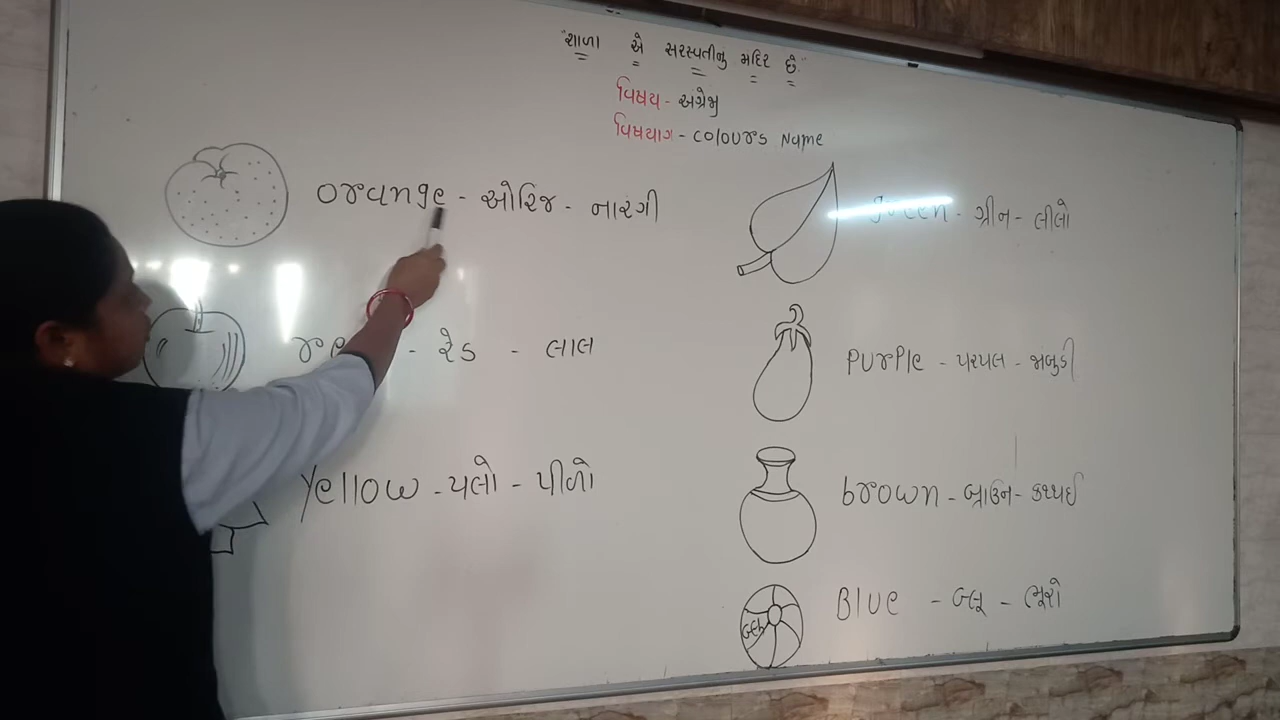 "શાળા એ સરસ્વતીનું મંદિર છે."
વિષય - અંગ્રેજી
વિષયાગ - colours Name
orange - ઓરિંજ - નારંગી
- રેડ - લાલ
yellow - યલો - પીળો
green - ગ્રીન - લીલો
PurPle - પરપલ - જાંબુડી
brown - બ્રાઉન - કથ્થઈ
Blue - બ્લૂ - ભૂરો